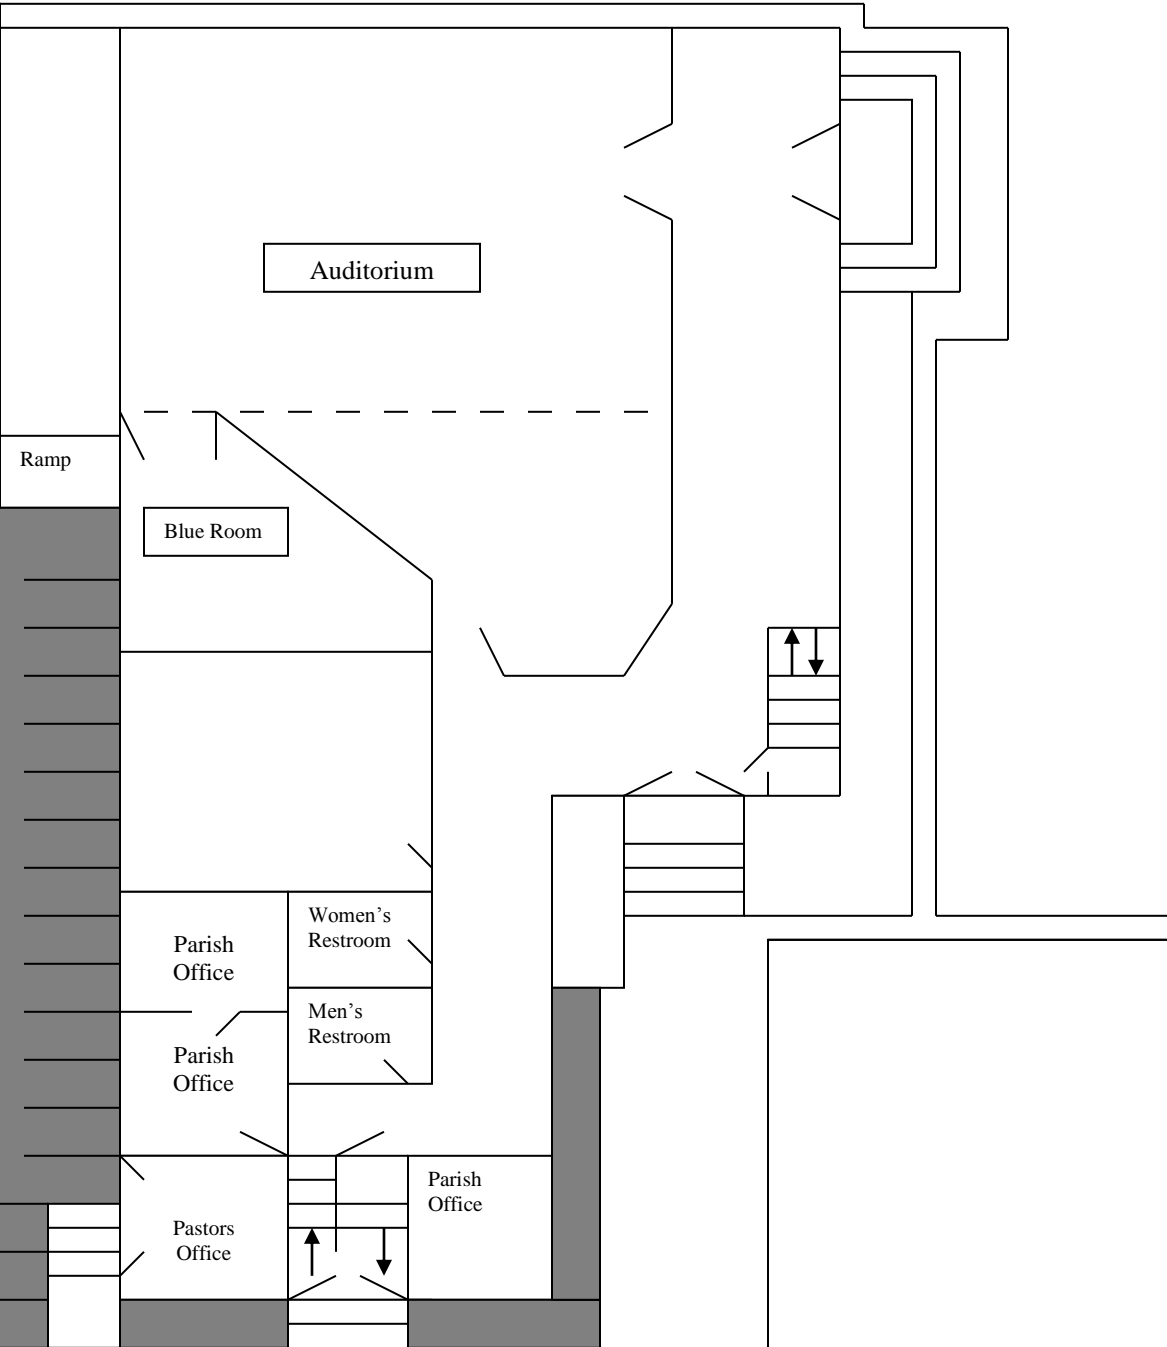 Auditorium
Ramp
Blue Room
Women’s
Restroom
Parish
Office
Men’s
Restroom
Parish
Office
Parish
Office
Pastors
Office